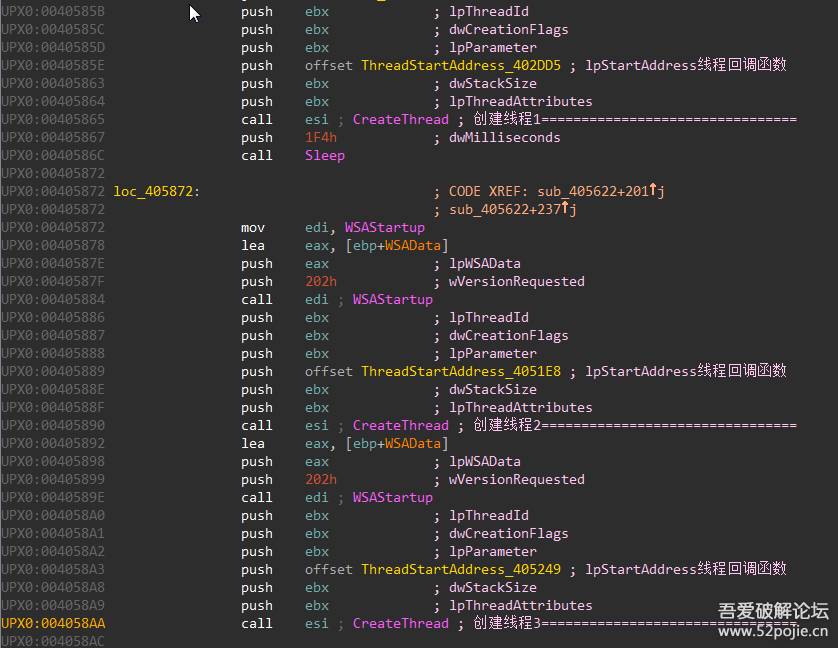 UPX0:0040585B push ebx ; lpThreadId
UPX0:0040585C push ebx ; dwCreationFlags
UPX0:0040585D push ebx ; lpParameter
UPX0:0040585E push offset ThreadStartAddress_402DD5 ; lpStartAddress线程回调函数
UPX0:00405863 push ebx ; dwStackSize
UPX0:00405864 push ebx ; lpThreadAttributes
UPX0:00405865 call esi ; CreateThread ; 创建线程1================================
UPX0:00405867 push 1F4h ; dwMilliseconds
UPX0:0040586C call Sleep
UPX0:00405872
UPX0:00405872 loc_405872: ; CODE XREF: sub_405622+201↑j
UPX0:00405872 ; sub_405622+237↑j
UPX0:00405872 mov edi, WSAStartup
UPX0:00405878 lea eax, [ebp+WSAData]
UPX0:0040587E push eax ; lpWSAData
UPX0:0040587F push 202h ; wVersionRequested
UPX0:00405884 call edi ; WSAStartup
UPX0:00405886 push ebx ; lpThreadId
UPX0:00405887 push ebx ; dwCreationFlags
UPX0:00405888 push ebx ; lpParameter
UPX0:00405889 push offset ThreadStartAddress_4051E8 ; lpStartAddress线程回调函数
UPX0:0040588E push ebx ; dwStackSize
UPX0:0040588F push ebx ; lpThreadAttributes
UPX0:00405890 call esi ; CreateThread ; 创建线程2================================
UPX0:00405892 lea eax, [ebp+WSAData]
UPX0:00405898 push eax ; lpWSAData
UPX0:00405899 push 202h ; wVersionRequested
UPX0:0040589E call edi ; WSAStartup
UPX0:004058A0 push ebx ; lpThreadId
UPX0:004058A1 push ebx ; dwCreationFlags
UPX0:004058A2 push ebx ; lpParameter
UPX0:004058A3 push offset ThreadStartAddress_405249 ; lpStartAddress线程回调函数
UPX0:004058A8 push ebx ; dwStackSize
UPX0:004058A9 push ebx ; lpThreadAttributes
UPX0:004058AA call esi ; CreateThread ; 创建线程3================================
UPX0:004058AC
吾爱破解论坛
www.52pojie.cn